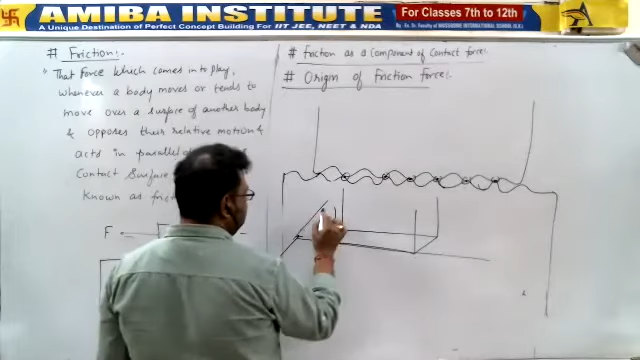 AMIBA INSTITUTE
A Unique Destination of Perfect Concept Building For IIT JEE, NEET & NDA
For Classes 7th to 12th
# Friction:-
That Force which comes into play,
whenever a body moves or tends to
move over a surface of another body
& opposes their relative motion &
acts in parallel
Contact Surface
Known as
F
# Friction as a Component of Contact force:
# Origin of Friction Force:-